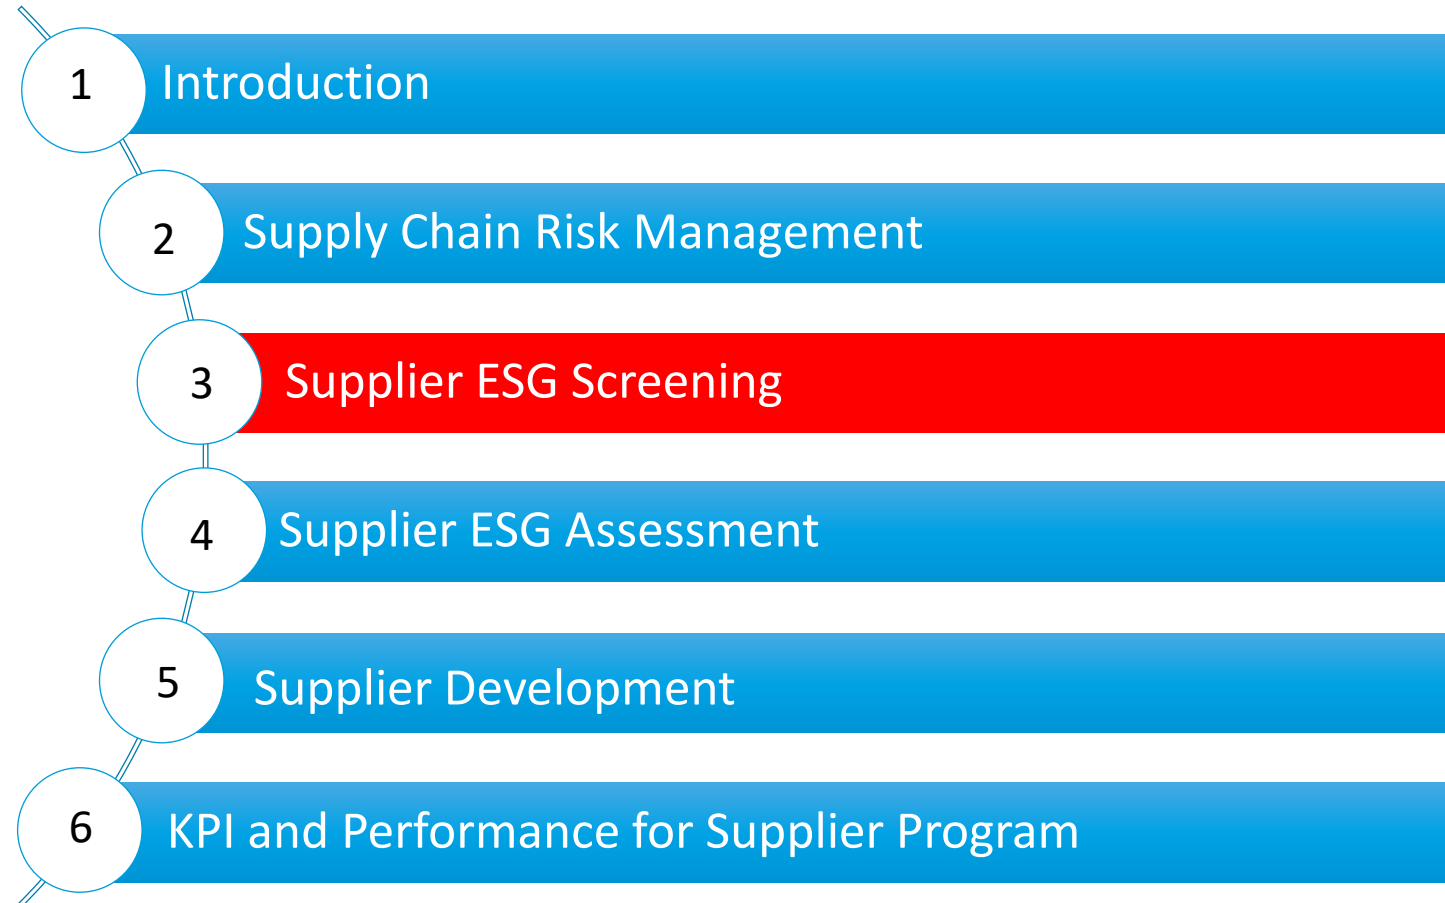 1 Introduction
2 Supply Chain Risk Management
3 Supplier ESG Screening
4 Supplier ESG Assessment
5 Supplier Development
6 KPI and Performance for Supplier Program